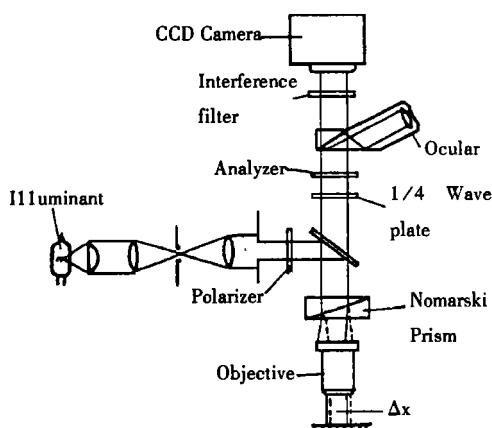 CCD Camera
Interference
filter
Ocular
Analyzer
1/4 Wave
plate
I11uminant
Polarizer
Nomarski
Prism
Objective
Δx